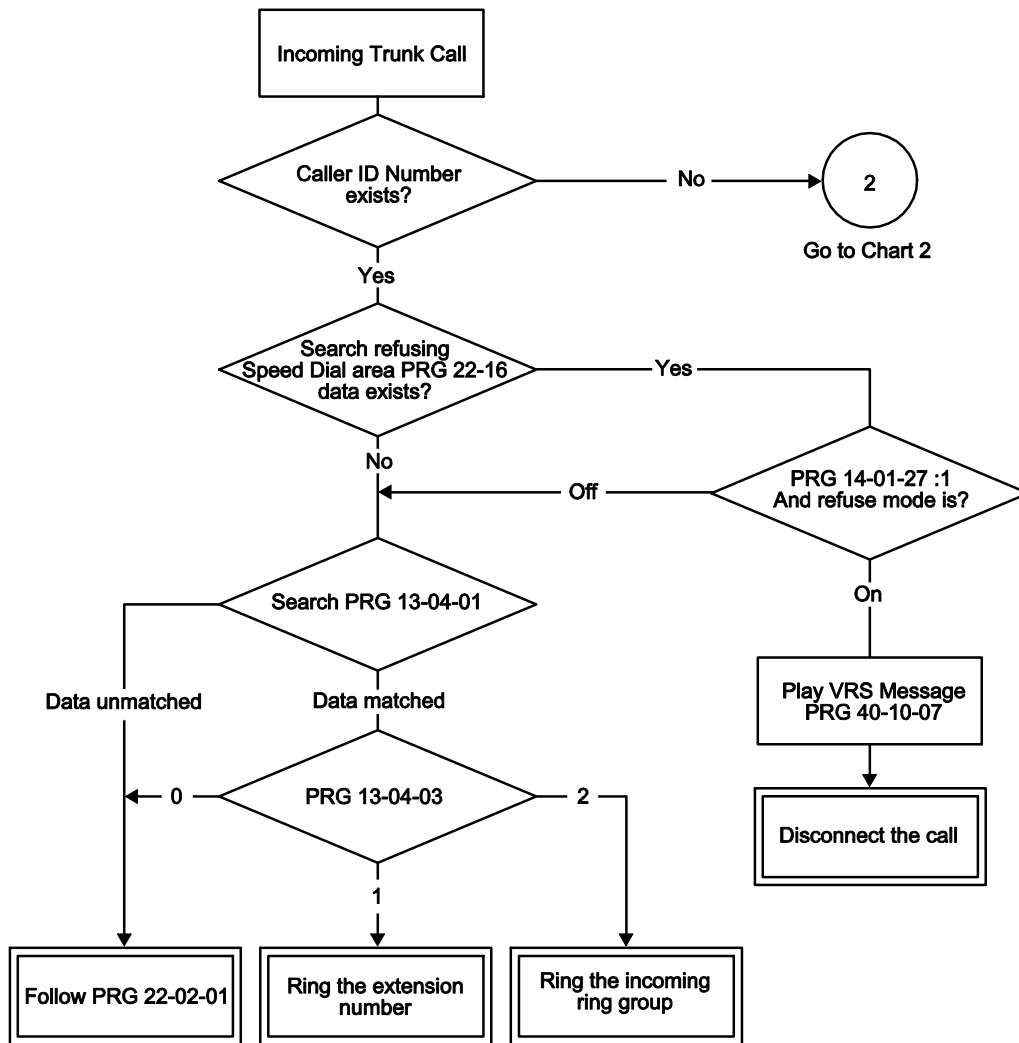 Incoming Trunk Call
Caller ID Number
exists?
No
2
Go to Chart 2
Yes
Search refusing
Speed Dial area PRG 22-16
data exists?
Yes
No
PRG 14-01-27 :1
And refuse mode is?
Off
On
Search PRG 13-04-01
Data unmatched
Data matched
Play VRS Message
PRG 40-10-07
0
PRG 13-04-03
2
Disconnect the call
1
Follow PRG 22-02-01
Ring the extension
number
Ring the incoming
ring group